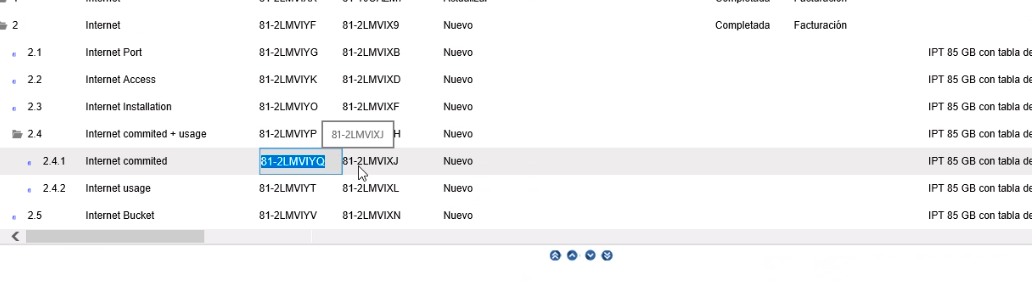 2 Internet 81-2LMVIYF 81-2LMVIX9 Nuevo Completada Facturación
2.1 Internet Port 81-2LMVIYG 81-2LMVIXB Nuevo IPT 85 GB con tabla de
2.2 Internet Access 81-2LMVIYK 81-2LMVIXD Nuevo IPT 85 GB con tabla de
2.3 Internet Installation 81-2LMVIYO 81-2LMVIXF Nuevo IPT 85 GB con tabla de
2.4 Internet commited + usage 81-2LMVIYP 81-2LMVIXJ H Nuevo IPT 85 GB con tabla de
2.4.1 Internet commited 81-2LMVIYQ 81-2LMVIXJ Nuevo IPT 85 GB con tabla de
2.4.2 Internet usage 81-2LMVIYT 81-2LMVIXL Nuevo IPT 85 GB con tabla de
2.5 Internet Bucket 81-2LMVIYV 81-2LMVIXN Nuevo IPT 85 GB con tabla de